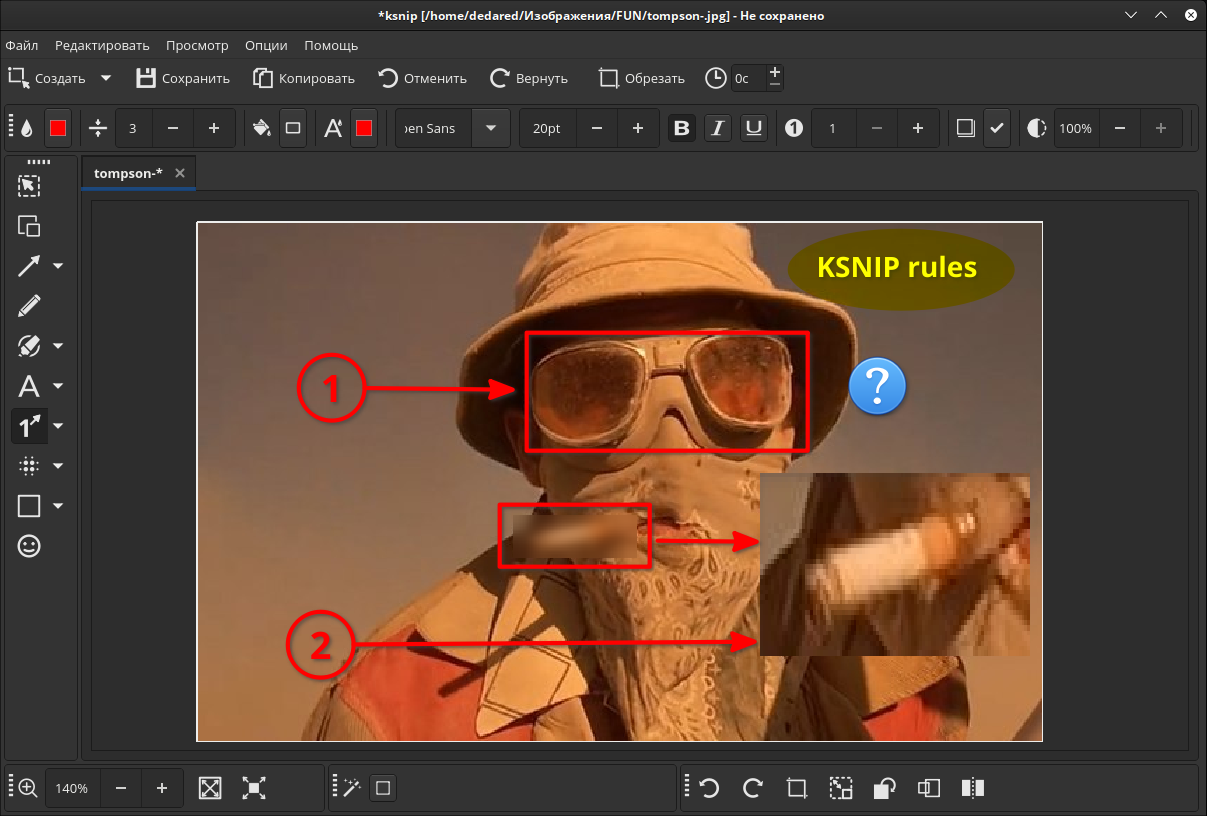 *ksnip [/home/dedared/Изображения/FUN/tompson-.jpg] - Не сохранено
Файл Редактировать Просмотр Опции Помощь
Создать Сохранить Копировать Отменить Вернуть Обрезать 0с
3 pen Sans 20pt B I U 1 1 100%
tompson-*
KSNIP rules
1
?
2
140%